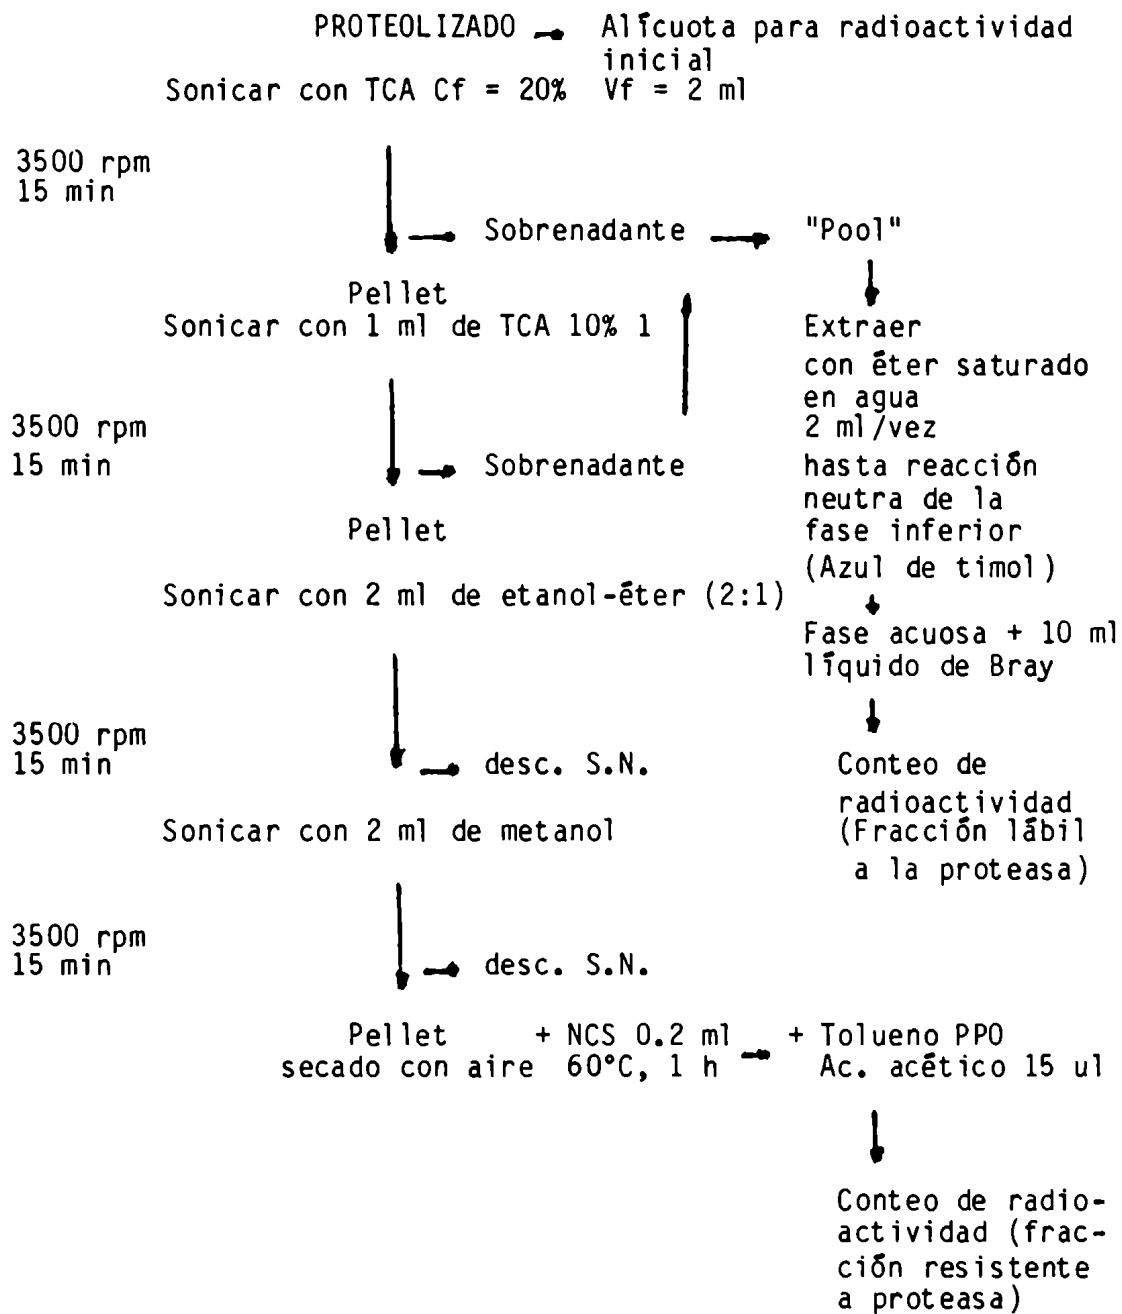 PROTEOLIZADO Alícuota para radioactividad
inicial
Sonicar con TCA Cf = 20% Vf = 2 ml
3500 rpm
15 min
Sobrenadante "Pool"
Pellet
Sonicar con 1 ml de TCA 10% 1
Extraer
con éter saturado
en agua
2 ml/vez
3500 rpm
15 min
Sobrenadante
hasta reacción
neutra de la
fase inferior
(Azul de timol)
Pellet
Sonicar con 2 ml de etanol-éter (2:1)
Fase acuosa + 10 ml
líquido de Bray
3500 rpm
15 min
desc. S.N.
Conteo de
radioactividad
(Fracción lábil
a la proteasa)
Sonicar con 2 ml de metanol
3500 rpm
15 min
desc. S.N.
Pellet + NCS 0.2 ml + Tolueno PPO
secado con aire 60°C, 1 h Ac. acético 15 ul
Conteo de radio-
actividad (frac-
ción resistente
a proteasa)